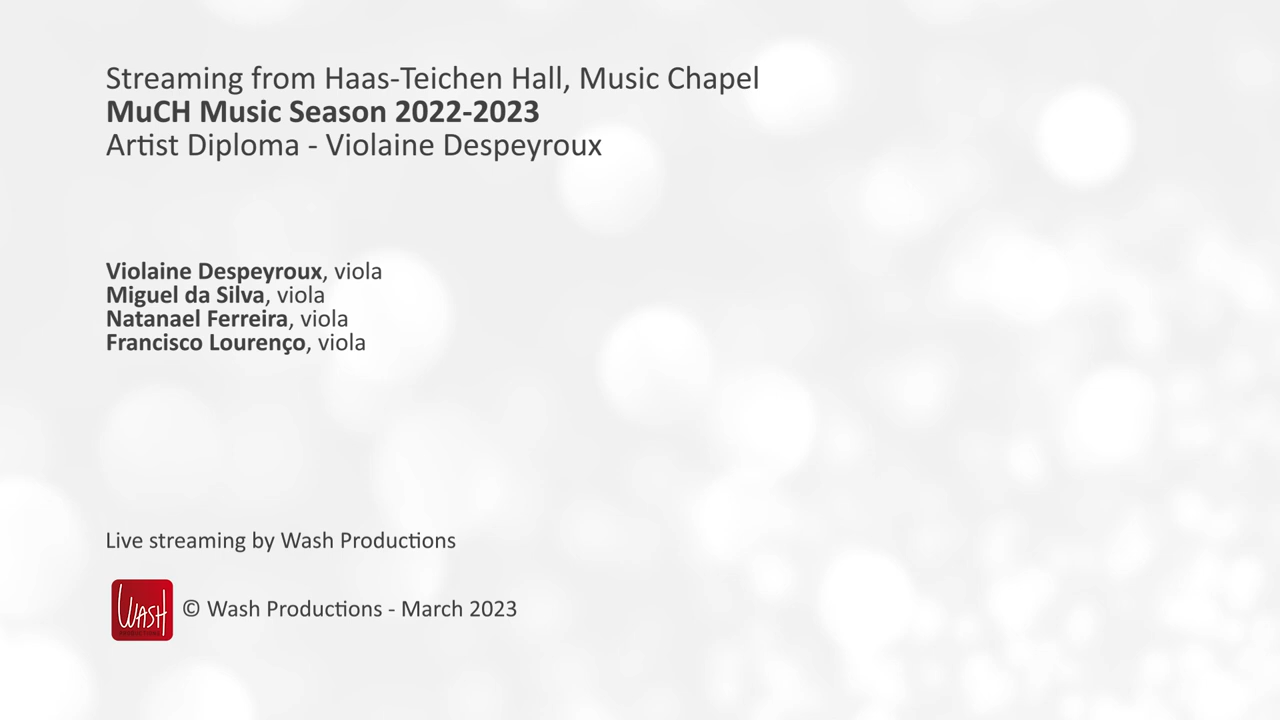 Streaming from Haas-Teichen Hall, Music Chapel
MuCH Music Season 2022-2023
Artist Diploma - Violaine Despeyroux
Violaine Despeyroux, viola
Miguel da Silva, viola
Natanael Ferreira, viola
Francisco Lourenço, viola
Live streaming by Wash Productions
WASH
© Wash Productions - March 2023